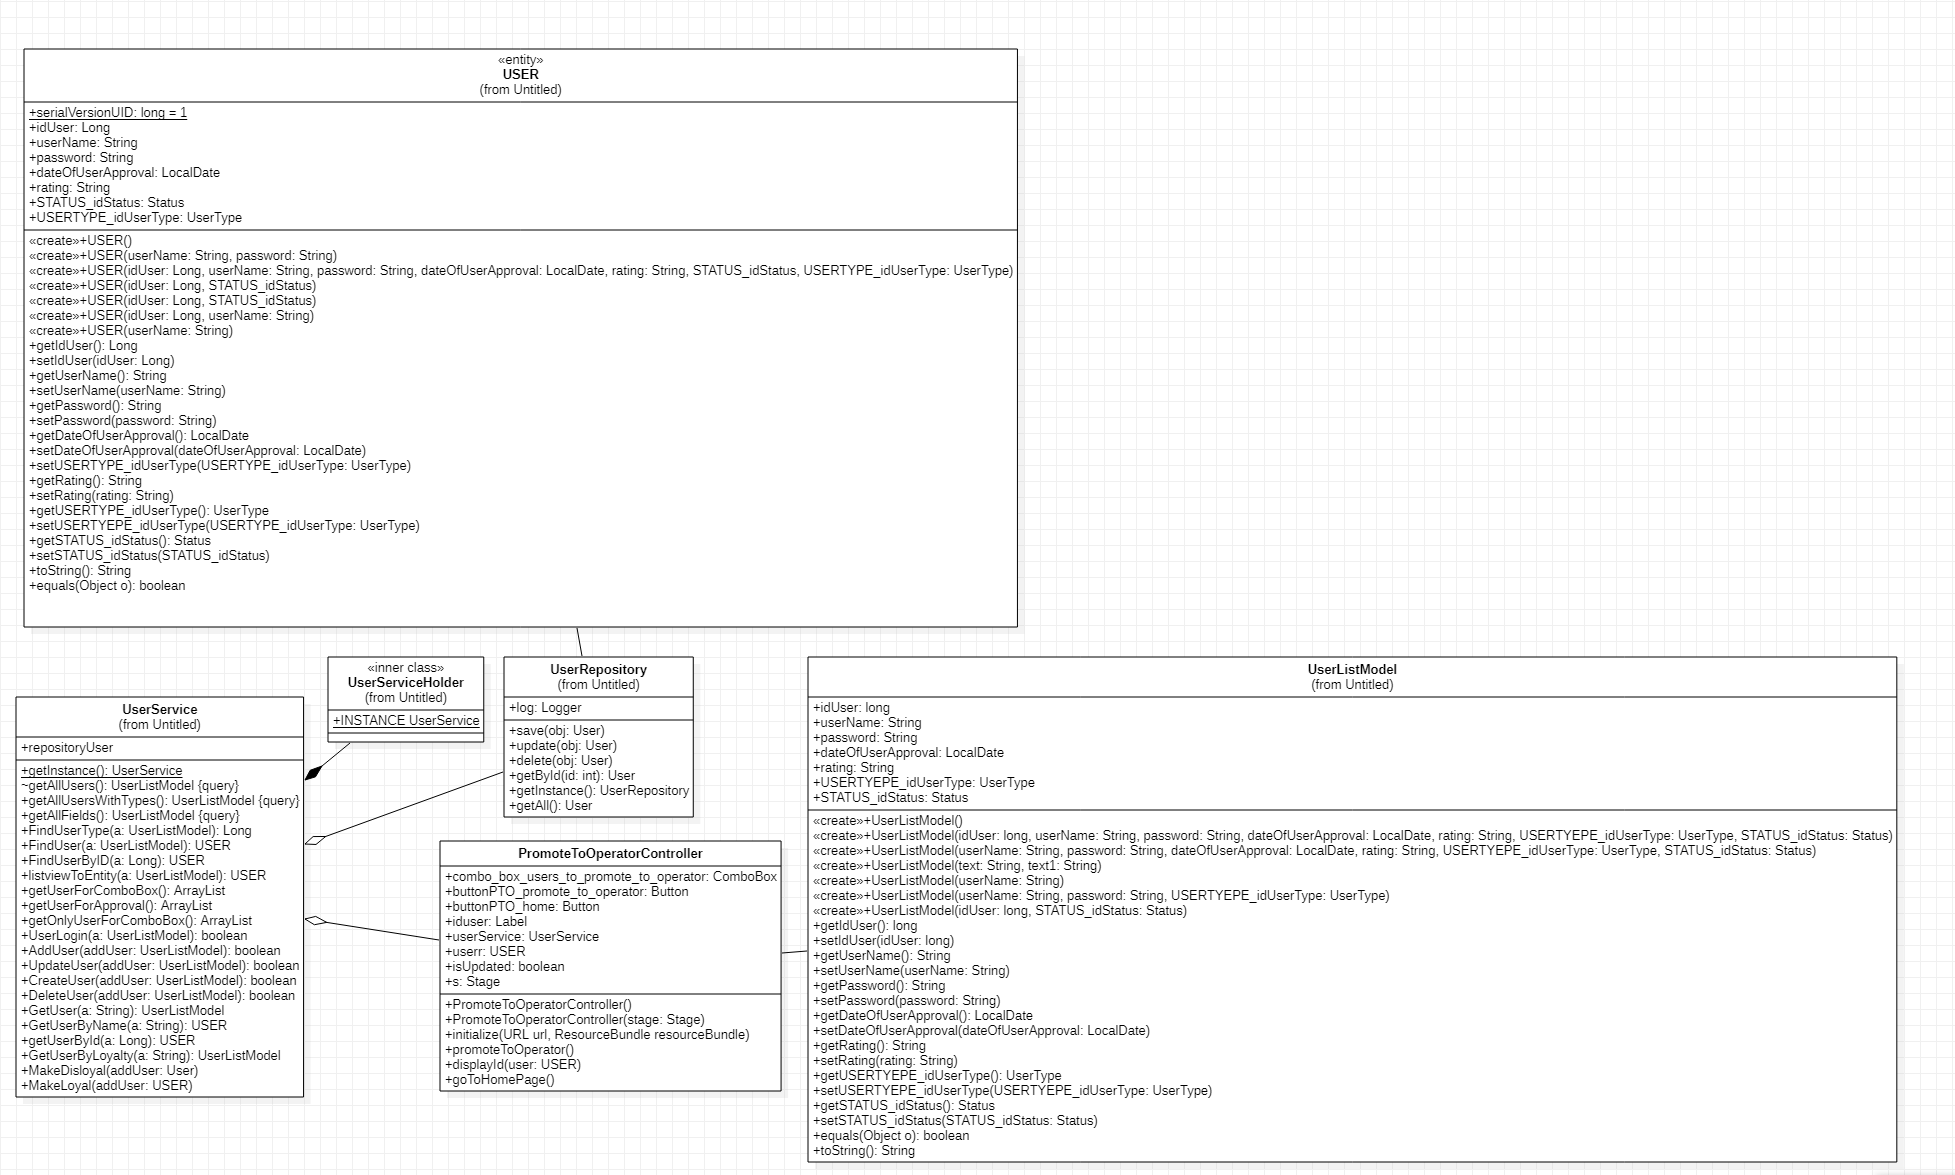 «entity»
USER
(from Untitled)
+serialVersionUID: long = 1
+idUser: Long
+userName: String
+password: String
+dateOfUserApproval: LocalDate
+rating: String
+STATUS_idStatus: Status
+USERTYPE_idUserType: UserType
«create»+USER()
«create»+USER(userName: String, password: String)
«create»+USER(idUser: Long, userName: String, password: String, dateOfUserApproval: LocalDate, rating: String, STATUS_idStatus, USERTYPE_idUserType: UserType)
«create»+USER(idUser: Long, STATUS_idStatus)
«create»+USER(idUser: Long, STATUS_idStatus)
«create»+USER(idUser: Long, userName: String)
«create»+USER(userName: String)
+getIdUser(): Long
+setIdUser(idUser: Long)
+getUserName(): String
+setUserName(userName: String)
+getPassword(): String
+setPassword(password: String)
+getDateOfUserApproval(): LocalDate
+setDateOfUserApproval(dateOfUserApproval: LocalDate)
+setUSERTYPE_idUserType(USERTYPE_idUserType: UserType)
+getRating(): String
+setRating(rating: String)
+getUSERTYPE_idUserType(): UserType
+setUSERTYEPE_idUserType(USERTYPE_idUserType: UserType)
+getSTATUS_idStatus(): Status
+setSTATUS_idStatus(STATUS_idStatus)
+toString(): String
+equals(Object o): boolean
UserService
(from Untitled)
+repositoryUser
+getInstance(): UserService
~getAllUsers(): UserListModel {query}
+getAllUsersWithTypes(): UserListModel {query}
+getAllFields(): UserListModel {query}
+FindUserType(a: UserListModel): Long
+FindUser(a: UserListModel): USER
+FindUserByID(a: Long): USER
+listviewToEntity(a: UserListModel): USER
+getUserForComboBox(): ArrayList
+getUserForApproval(): ArrayList
+getOnlyUserForComboBox(): ArrayList
+UserLogin(a: UserListModel): boolean
+AddUser(addUser: UserListModel): boolean
+UpdateUser(addUser: UserListModel): boolean
+CreateUser(addUser: UserListModel): boolean
+DeleteUser(addUser: UserListModel): boolean
+GetUser(a: String): UserListModel
+GetUserByName(a: String): USER
+getUserById(a: Long): USER
+GetUserByLoyalty(a: String): UserListModel
+MakeDisloyal(addUser: User)
+MakeLoyal(addUser: USER)
«inner class»
UserServiceHolder
(from Untitled)
+INSTANCE UserService
UserRepository
(from Untitled)
+log: Logger
+save(obj: User)
+update(obj: User)
+delete(obj: User)
+getById(id: int): User
+getInstance(): UserRepository
+getAll(): User
PromoteToOperatorController
+combo_box_users_to_promote_to_operator: ComboBox
+buttonPTO_promote_to_operator: Button
+buttonPTO_home: Button
+iduser: Label
+userService: UserService
+userr: USER
+isUpdated: boolean
+s: Stage
+PromoteToOperatorController()
+PromoteToOperatorController(stage: Stage)
+initialize(URL url, ResourceBundle resourceBundle)
+promoteToOperator()
+displayId(user: USER)
+goToHomePage()
UserListModel
(from Untitled)
+idUser: long
+userName: String
+password: String
+dateOfUserApproval: LocalDate
+rating: String
+USERTYEPE_idUserType: UserType
+STATUS_idStatus: Status
«create»+UserListModel()
«create»+UserListModel(idUser: long, userName: String, password: String, dateOfUserApproval: LocalDate, rating: String, USERTYEPE_idUserType: UserType, STATUS_idStatus: Status)
«create»+UserListModel(userName: String, password: String, dateOfUserApproval: LocalDate, rating: String, USERTYEPE_idUserType: UserType, STATUS_idStatus: Status)
«create»+UserListModel(text: String, text1: String)
«create»+UserListModel(userName: String)
«create»+UserListModel(userName: String, password: String, USERTYEPE_idUserType: UserType)
«create»+UserListModel(idUser: long, STATUS_idStatus: Status)
+getIdUser(): long
+setIdUser(idUser: long)
+getUserName(): String
+setUserName(userName: String)
+getPassword(): String
+setPassword(password: String)
+getDateOfUserApproval(): LocalDate
+setDateOfUserApproval(dateOfUserApproval: LocalDate)
+getRating(): String
+setRating(rating: String)
+getUSERTYEPE_idUserType(): UserType
+setUSERTYEPE_idUserType(USERTYEPE_idUserType: UserType)
+getSTATUS_idStatus(): Status
+setSTATUS_idStatus(STATUS_idStatus: Status)
+equals(Object o): boolean
+toString(): String